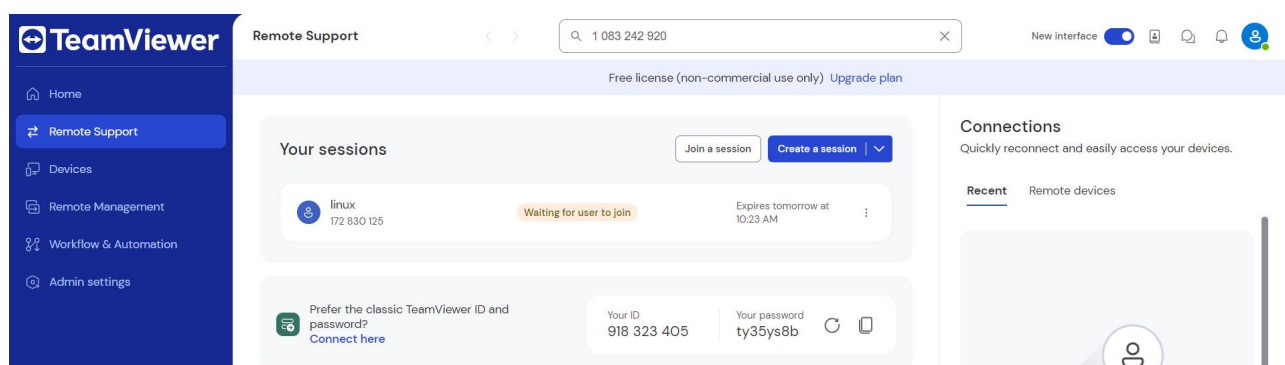 TeamViewer
Home
Remote Support
Devices
Remote Management
Workflow & Automation
Admin settings
Remote Support
1 083 242 920
New interface
Free license (non-commercial use only) Upgrade plan
Your sessions
Join a session
Create a session
linux
172 830 125
Waiting for user to join
Expires tomorrow at
10:23 AM
Prefer the classic TeamViewer ID and
password?
Connect here
Your ID
918 323 405
Your password
ty35ys8b
Connections
Quickly reconnect and easily access your devices.
Recent
Remote devices